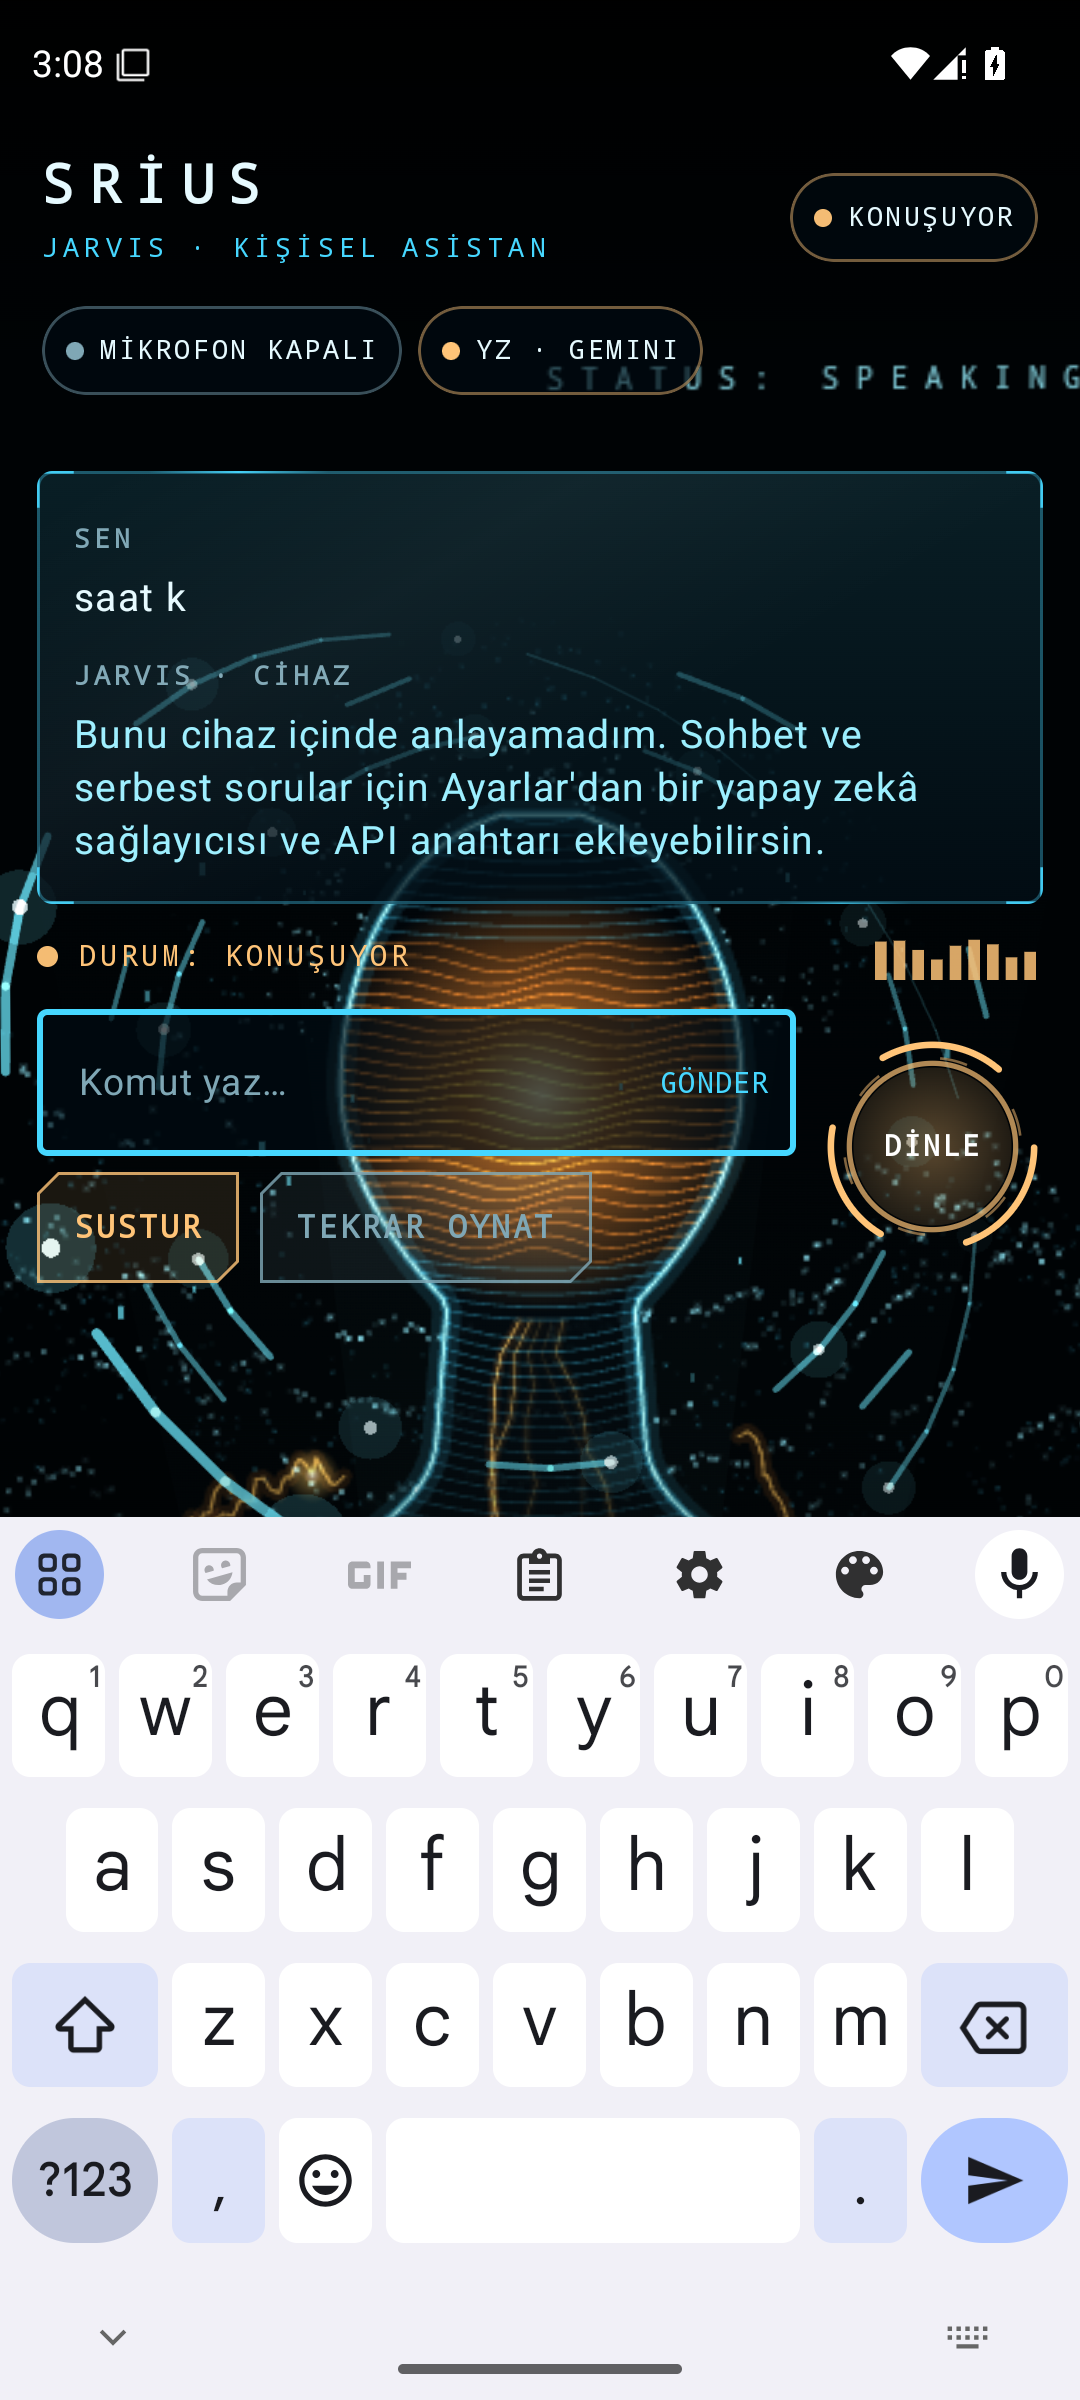 3:08
SRİUS
JARVIS · KİŞİSEL ASİSTAN
KONUŞUYOR
MİKROFON KAPALI
YZ · GEMINI
STATUS: SPEAKING
SEN
saat k
JARVIS · CİHAZ
Bunu cihaz içinde anlayamadım. Sohbet ve
serbest sorular için Ayarlar'dan bir yapay zekâ
sağlayıcısı ve API anahtarı ekleyebilirsin.
DURUM: KONUŞUYOR
Komut yaz...
GÖNDER
DİNLE
SUSTUR
TEKRAR OYNAT
GIF
q 1 w 2 e 3 r 4 t 5 y 6 u 7 i 8 o 9 p 0
a s d f g h j k l
z x c v b n m
?123 , .